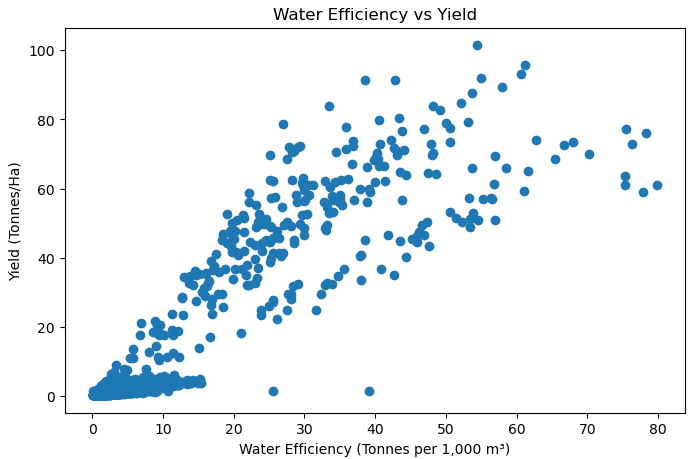 Water Efficiency vs Yield
100
80
60
40
20
0
Yield (Tonnes/Ha)
0 10 20 30 40 50 60 70 80
Water Efficiency (Tonnes per 1,000 m³)